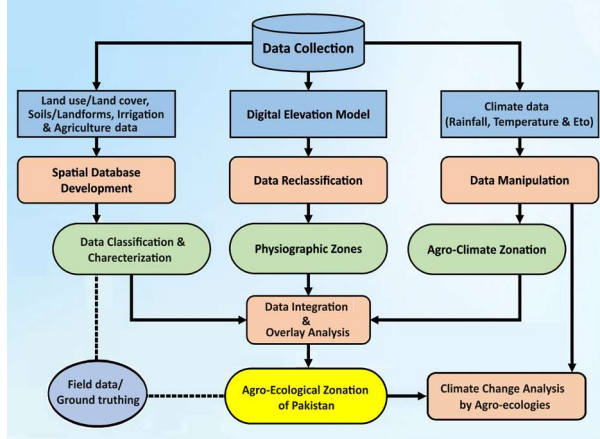 Data Collection
Land use/Land cover,
Soils/Landforms, Irrigation
& Agriculture data
Digital Elevation Model
Climate data
(Rainfall, Temperature & Eto)
Spatial Database
Development
Data Reclassification
Data Manipulation
Data Classification &
Charecterization
Physiographic Zones
Agro-Climate Zonation
Data Integration
&
Overlay Analysis
Field data/
Ground truthing
Agro-Ecological Zonation
of Pakistan
Climate Change Analysis
by Agro-ecologies